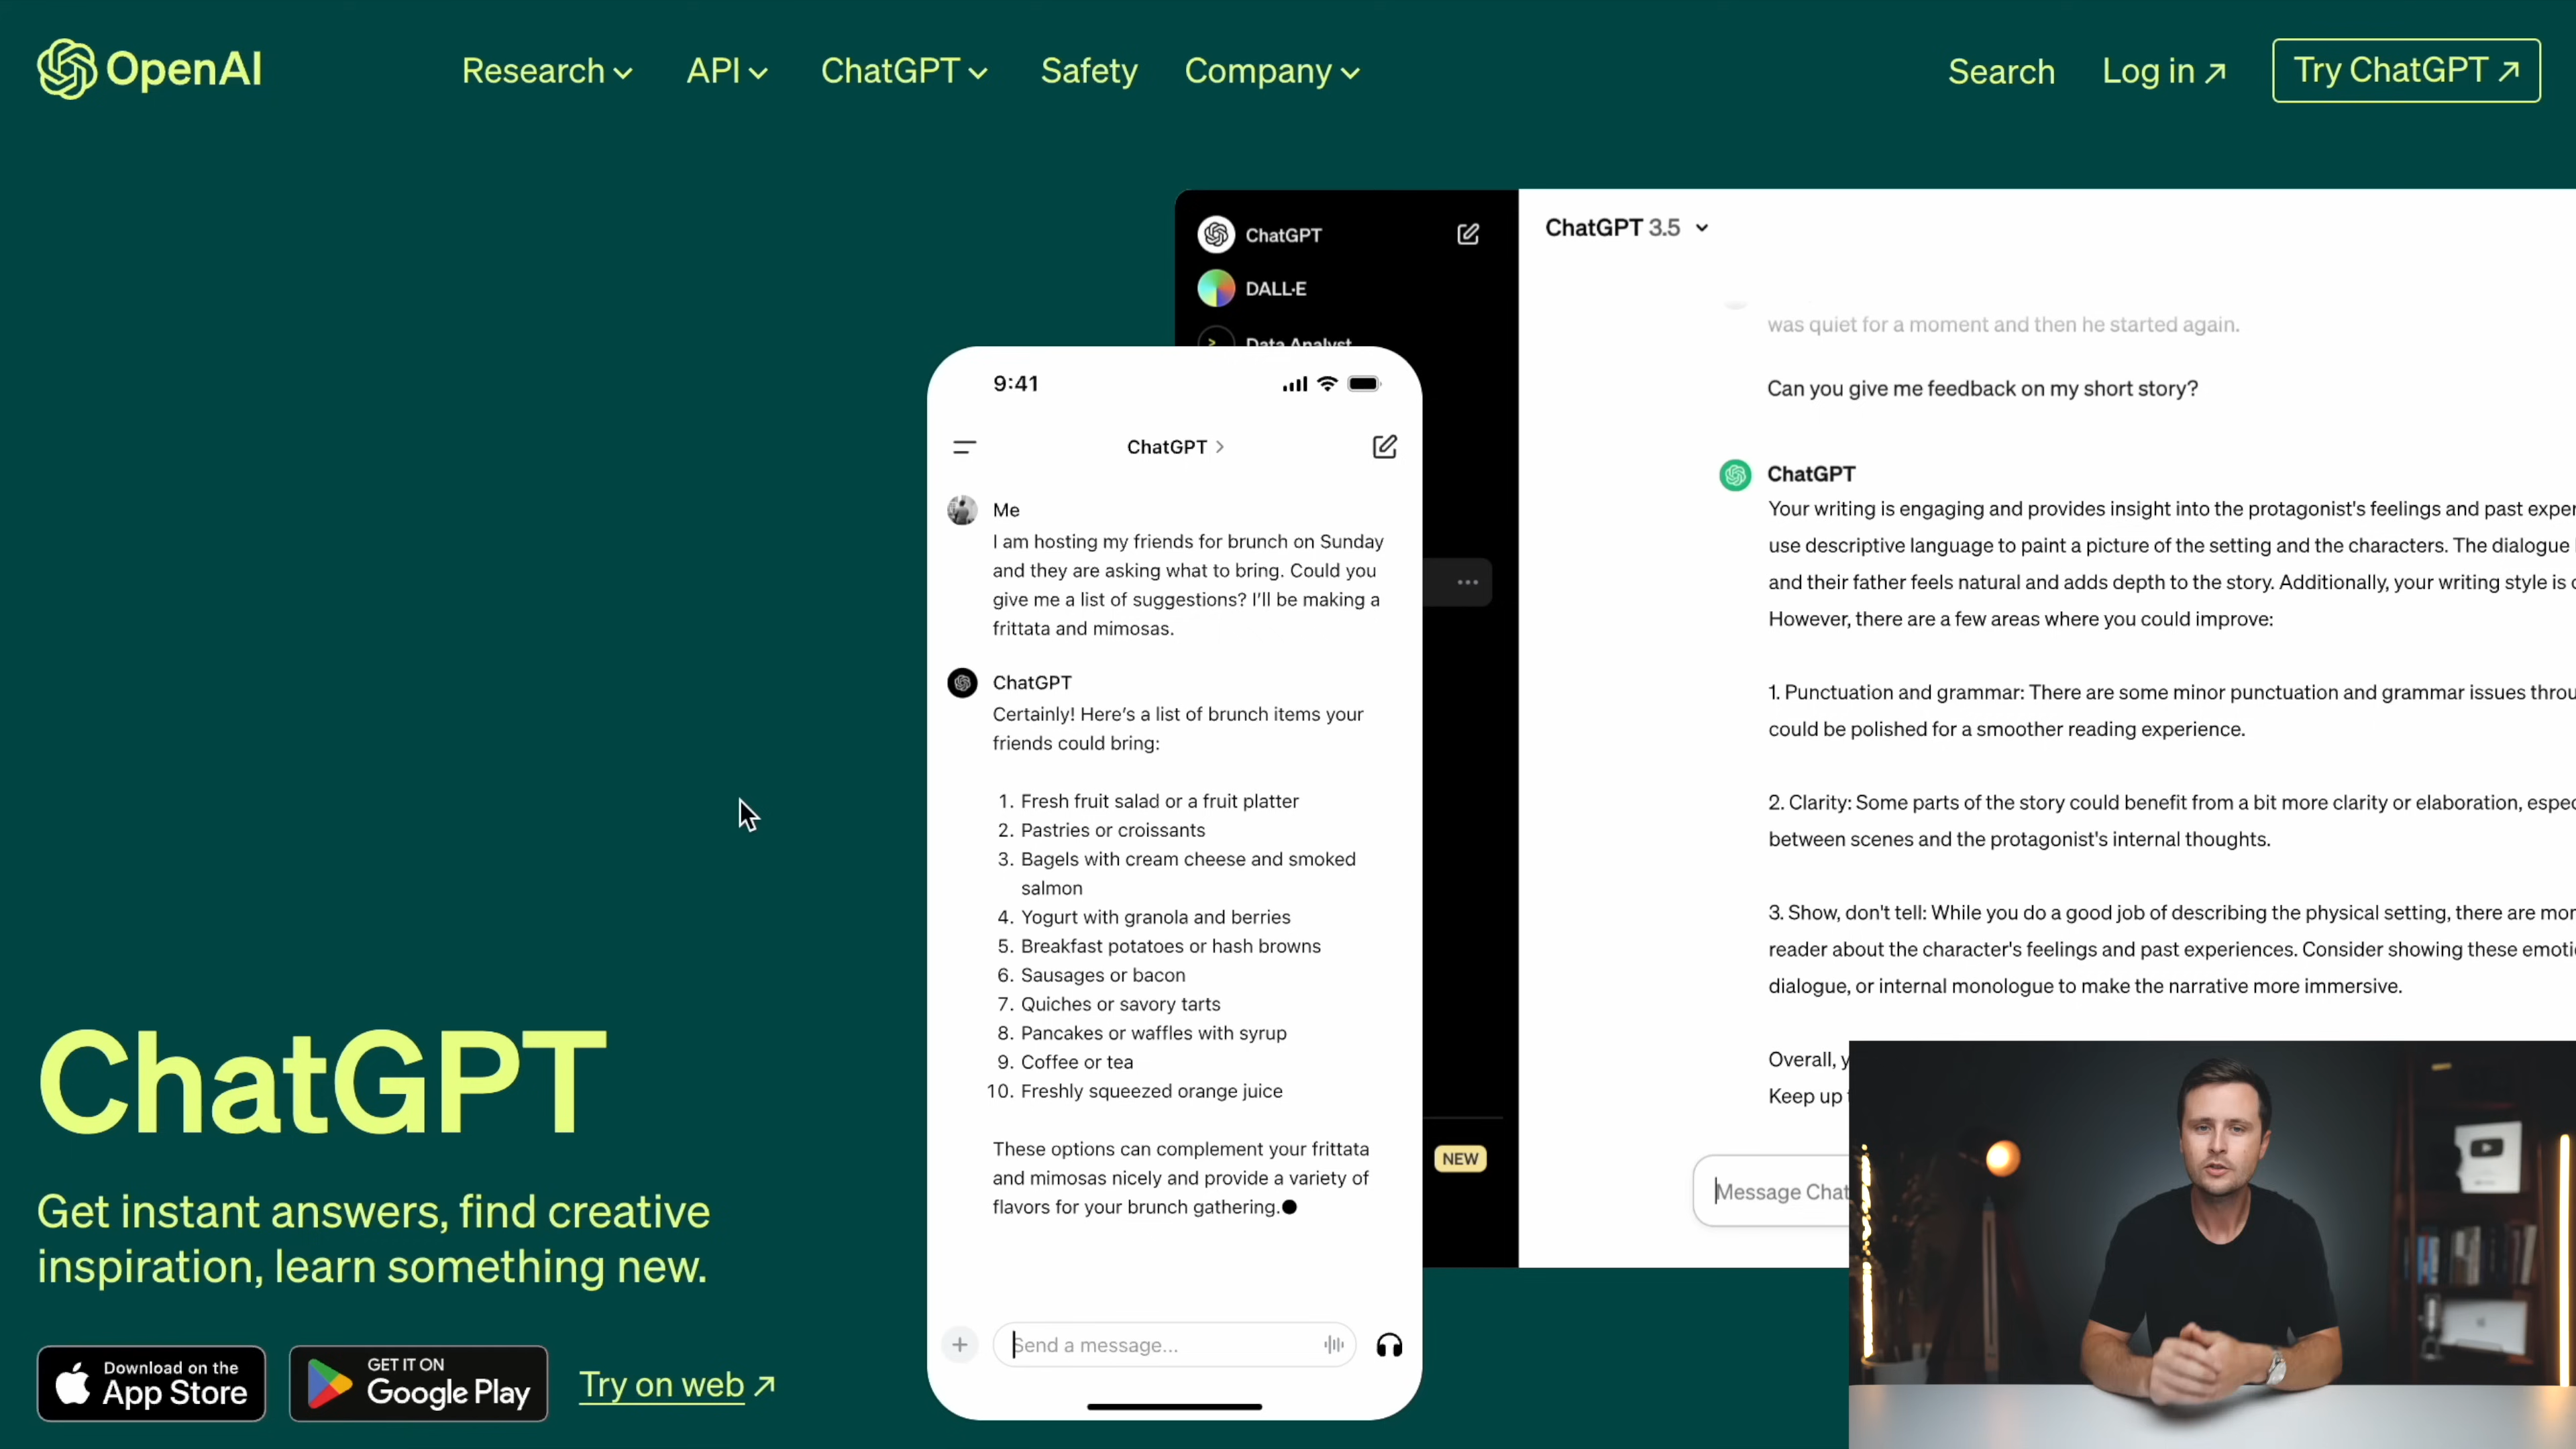 OpenAI
Research
API
ChatGPT
Safety
Company
Search
Log in ↗
Try ChatGPT ↗
ChatGPT
DALL·E
Data Analyst
NEW
ChatGPT 3.5
was quiet for a moment and then he started again.
Can you give me feedback on my short story?
ChatGPT
Your writing is engaging and provides insight into the protagonist's feelings and past
use descriptive language to paint a picture of the setting and the characters. The dialogue
and their father feels natural and adds depth to the story. Additionally, your writing style is
However, there are a few areas where you could improve:
1. Punctuation and grammar: There are some minor punctuation and grammar issues
could be polished for a smoother reading experience.
2. Clarity: Some parts of the story could benefit from a bit more clarity or elaboration,
between scenes and the protagonist's internal thoughts.
3. Show, don't tell: While you do a good job of describing the physical setting, there are
reader about the character's feelings and past experiences. Consider showing these
dialogue, or internal monologue to make the narrative more immersive.
Overall,
Keep up
Message
9:41
ChatGPT >
Me
I am hosting my friends for brunch on Sunday
and they are asking what to bring. Could you
give me a list of suggestions? I'll be making a
frittata and mimosas.
ChatGPT
Certainly! Here's a list of brunch items your
friends could bring:
1. Fresh fruit salad or a fruit platter
2. Pastries or croissants
3. Bagels with cream cheese and smoked
salmon
4. Yogurt with granola and berries
5. Breakfast potatoes or hash browns
6. Sausages or bacon
7. Quiches or savory tarts
8. Pancakes or waffles with syrup
9. Coffee or tea
10. Freshly squeezed orange juice
These options can complement your frittata
and mimosas nicely and provide a variety of
flavors for your brunch gathering.
Send a message...
ChatGPT
Get instant answers, find creative
inspiration, learn something new.
Download on the
App Store
GET IT ON
Google Play
Try on web ↗